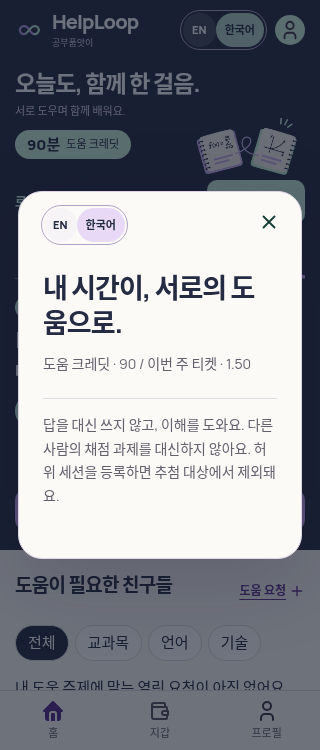 HelpLoop
공부품앗이
EN 한국어
오늘도, 함께 한 걸음.
서로 도우며 함께 배워요.
90분 도움 크레딧
EN 한국어
내 시간이, 서로의 도
움으로.
도움 크레딧 · 90 / 이번 주 티켓 · 1.50
답을 대신 쓰지 않고, 이해를 도와요. 다른
사람의 채점 과제를 대신하지 않아요. 허
위 세션을 등록하면 추첨 대상에서 제외돼
요.
도움이 필요한 친구들
도움 요청 +
전체 교과목 언어 기술
내 도움 주제에 맞는 열린 요청이 아직 없어요
홈 지갑 프로필